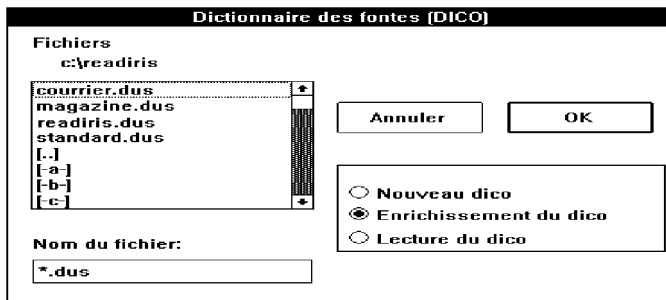 Dictionnaire des fontes (DICO)
Fichiers
c:\readiris
courrier.dus
magazine.dus
readiris.dus
standard.dus
[..]
[-a-]
[-b-]
[-c-]
Annuler
OK
Nouveau dico
Enrichissement du dico
Lecture du dico
Nom du fichier:
*.dus